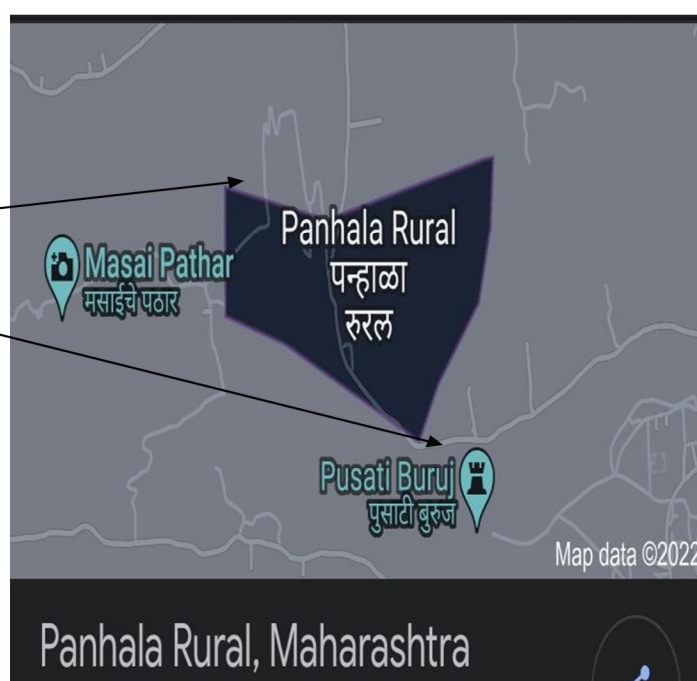 Panhala Rural
पन्हाळा
रुरल
Masai Pathar
मसाईचे पठार
Pusati Buruj
पुसाटी बुरुज
Map data ©2022
Panhala Rural, Maharashtra